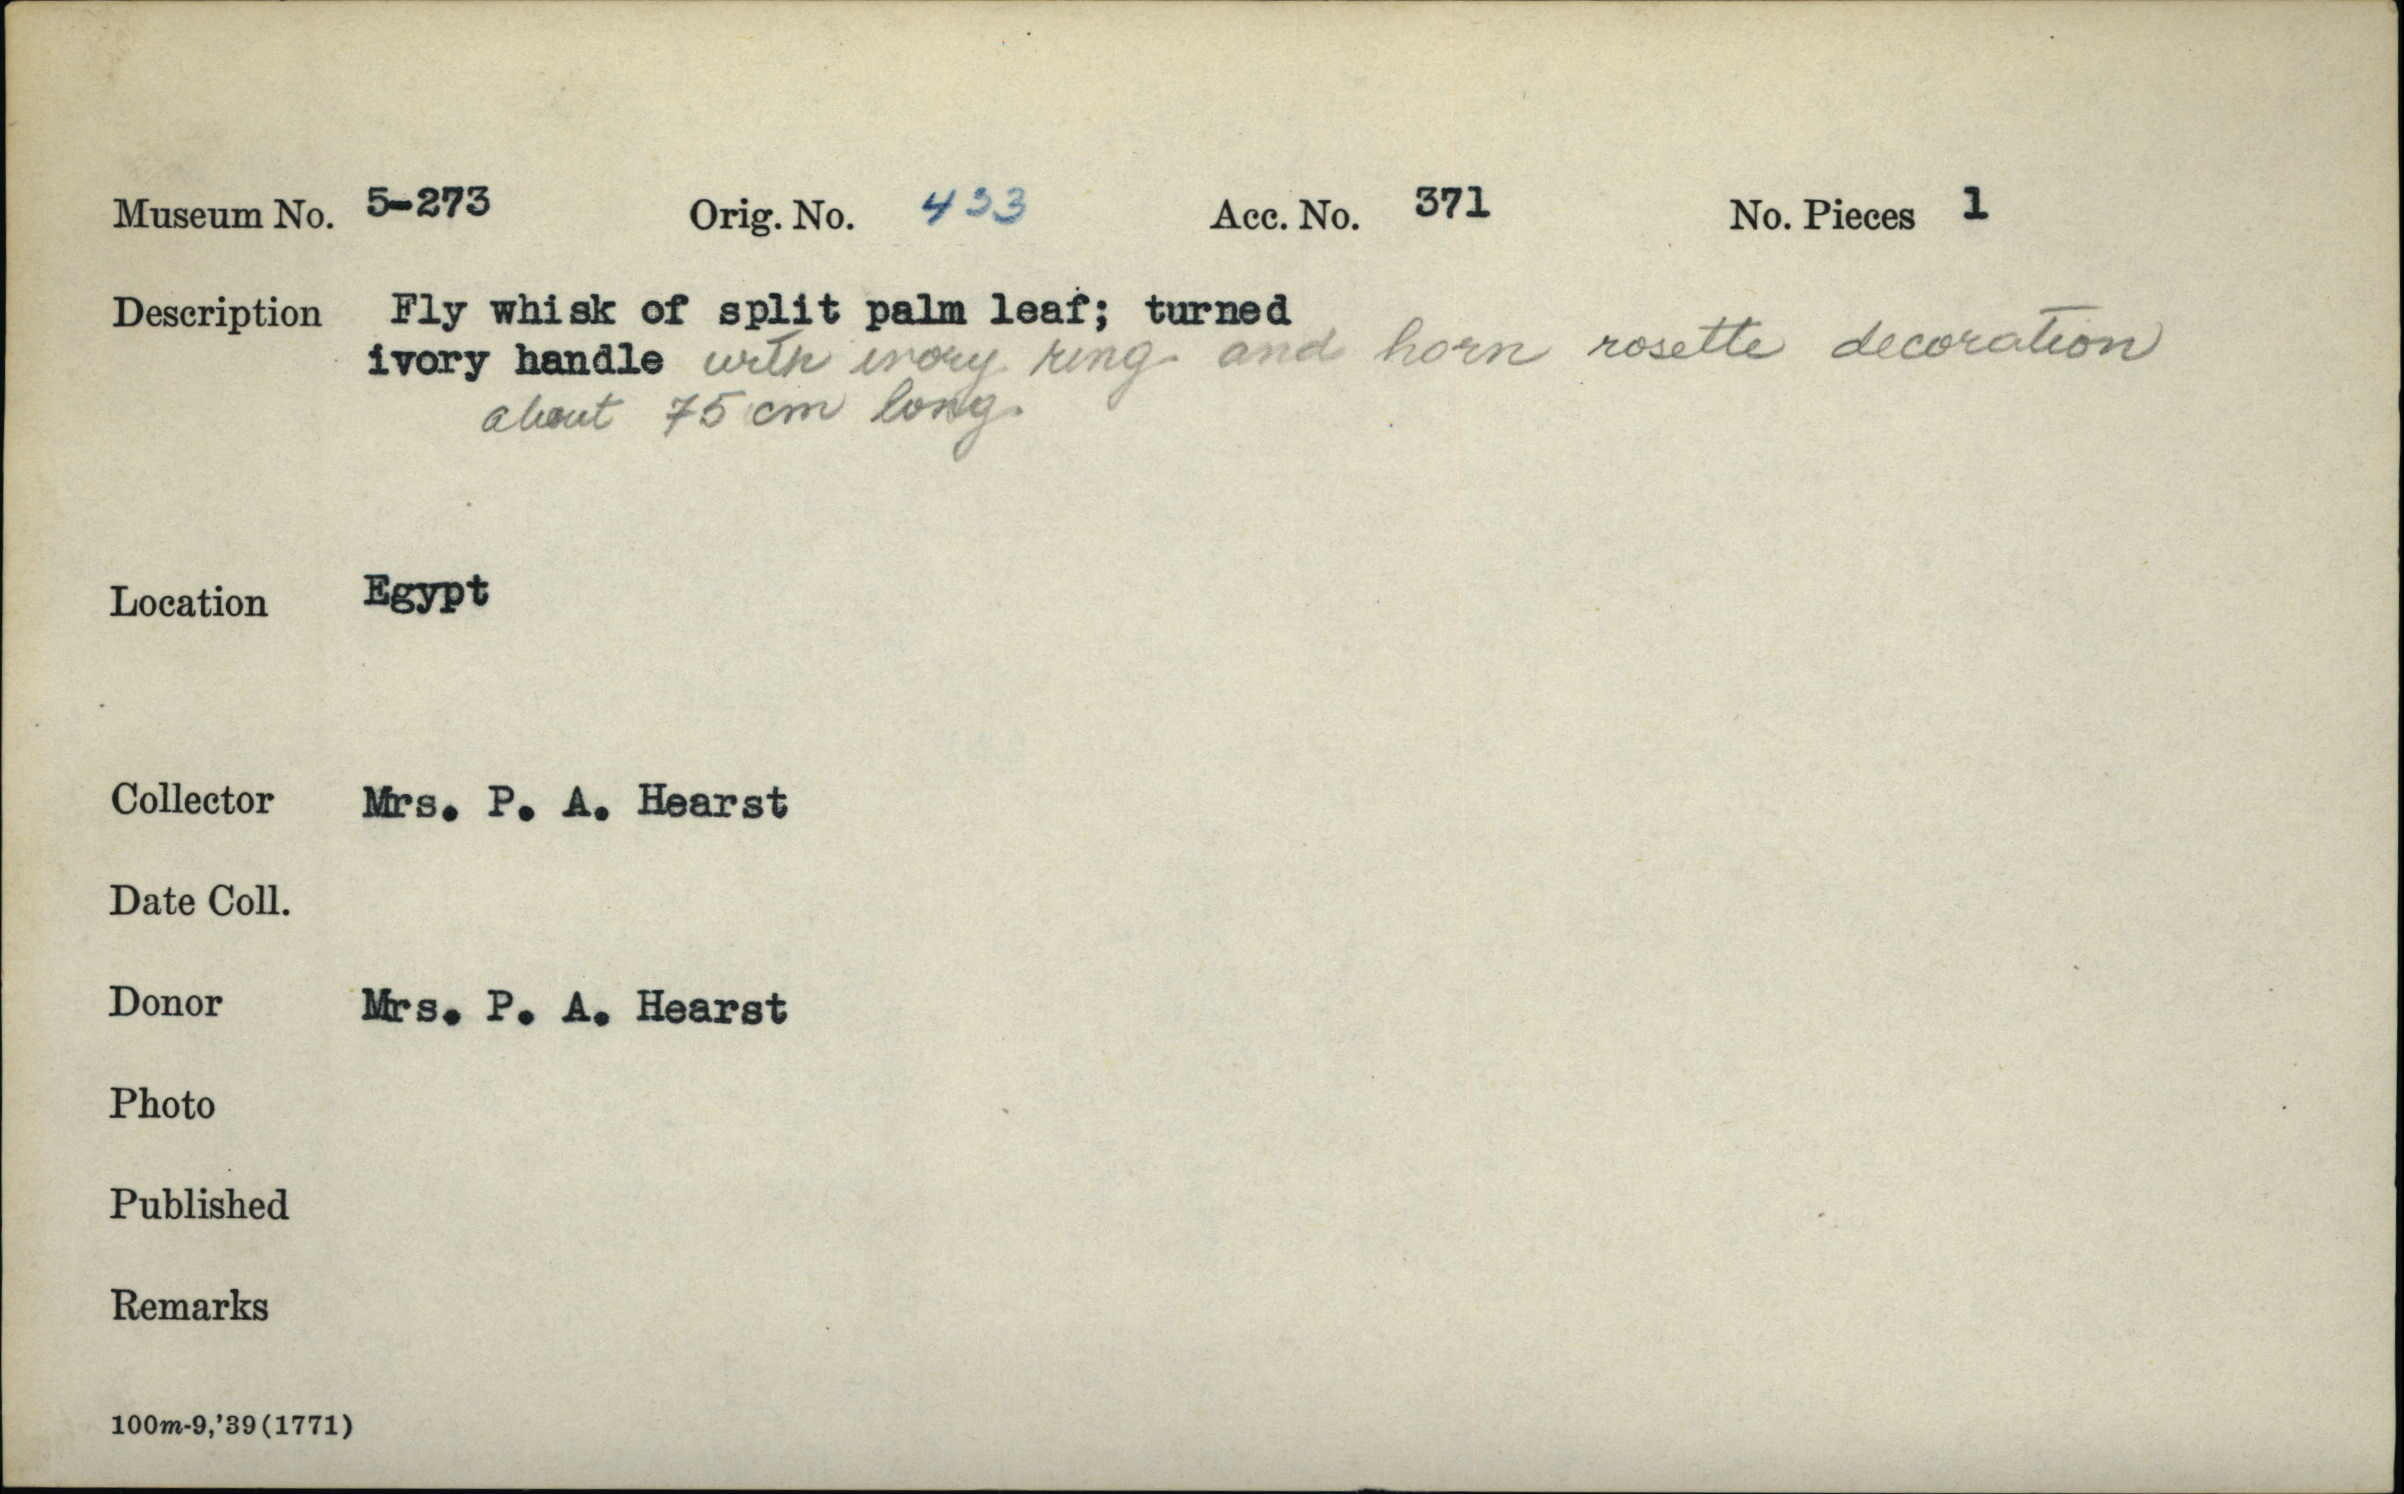 Museum No. 5-273 Orig. No. 433 Acc. No. 371 No. Pieces 1
Description Fly whisk of split palm leaf; turned
ivory handle with ivory ring and horn rosette decoration
about 75 cm long.
Location Egypt
Collector Mrs. P. A. Hearst
Date Coll.
Donor Mrs. P. A. Hearst
Photo
Published
Remarks
100m-9,'39(1771)